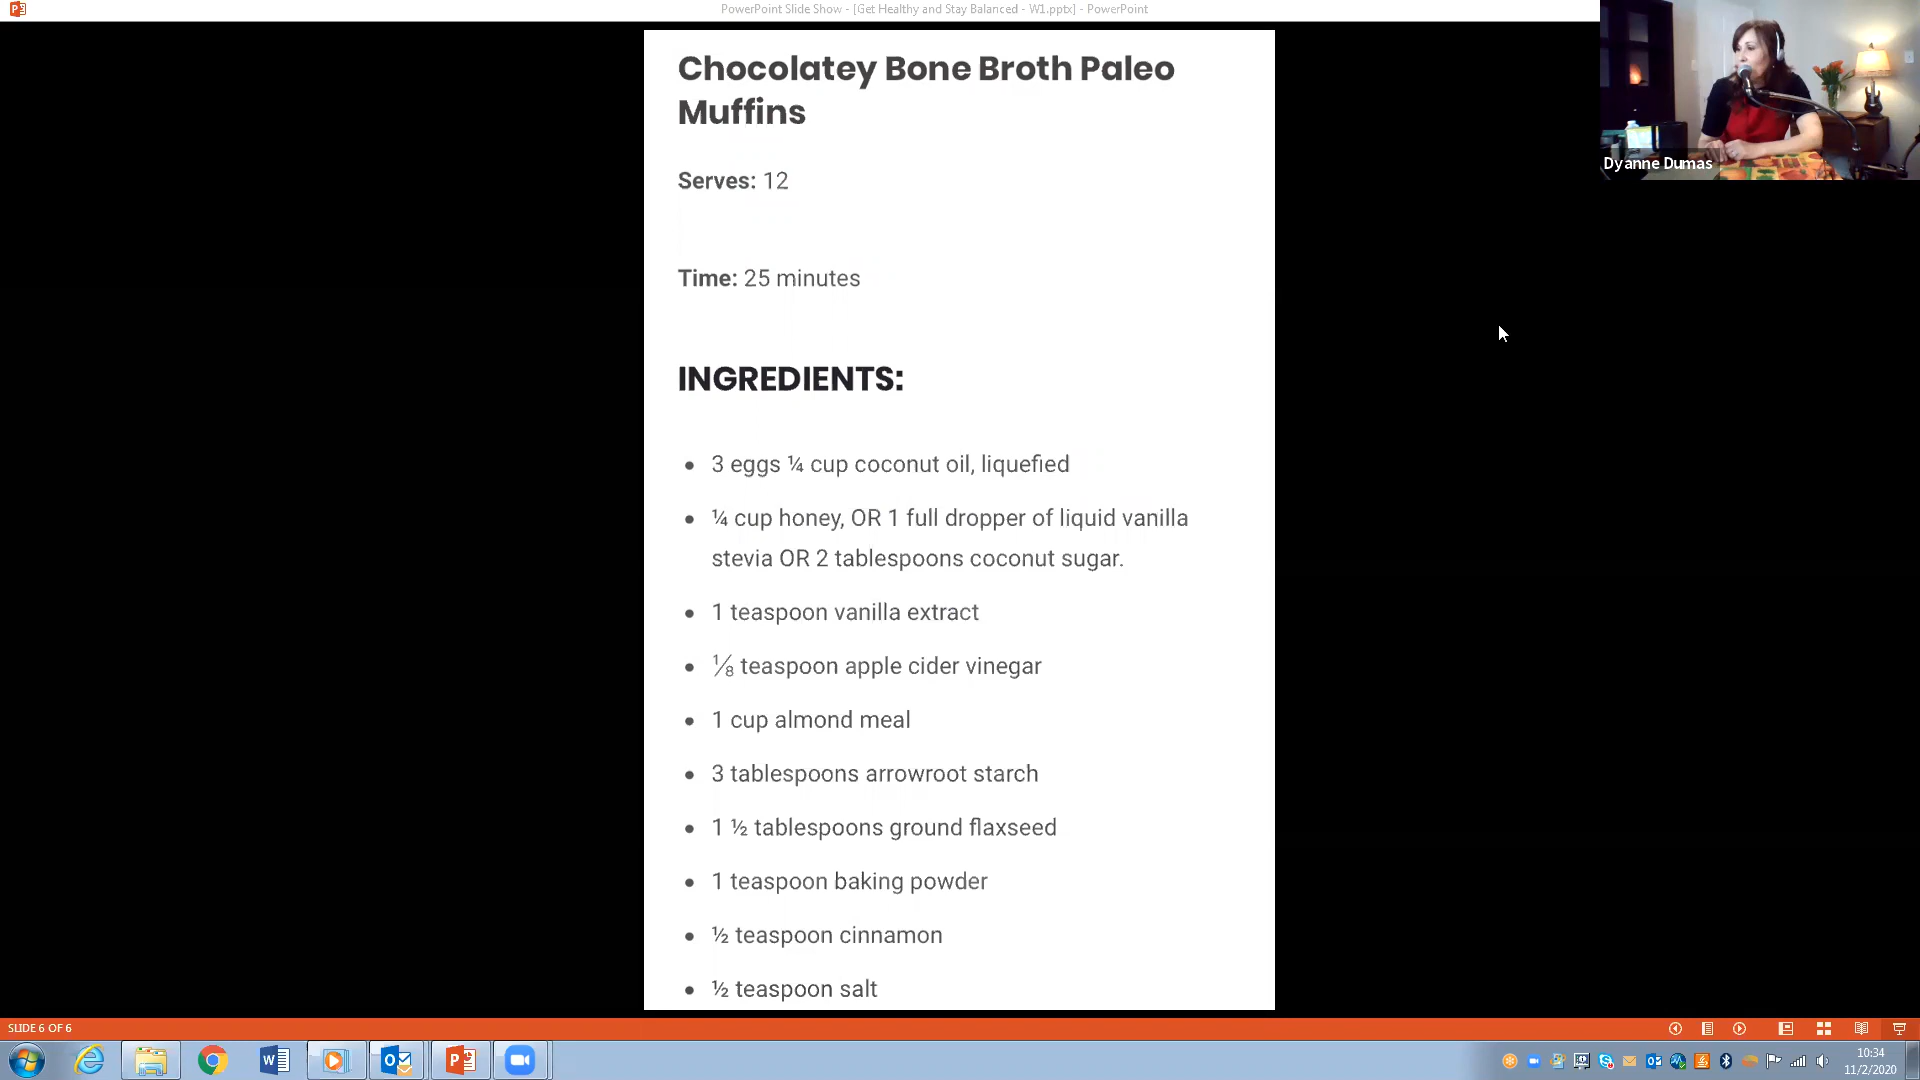 PowerPoint Slide Show - [Get Healthy and Stay Balanced - W1.pptx] - PowerPoint
Chocolatey Bone Broth Paleo
Muffins
Dyanne Dumas
Serves: 12
Time: 25 minutes
INGREDIENTS:
• 3 eggs ¼ cup coconut oil, liquefied
• ¼ cup honey, OR 1 full dropper of liquid vanilla
stevia OR 2 tablespoons coconut sugar.
• 1 teaspoon vanilla extract
• ⅛ teaspoon apple cider vinegar
• 1 cup almond meal
• 3 tablespoons arrowroot starch
• 1 ½ tablespoons ground flaxseed
• 1 teaspoon baking powder
• ½ teaspoon cinnamon
• ½ teaspoon salt
SLIDE 6 OF 6
10:34
11/2/2020